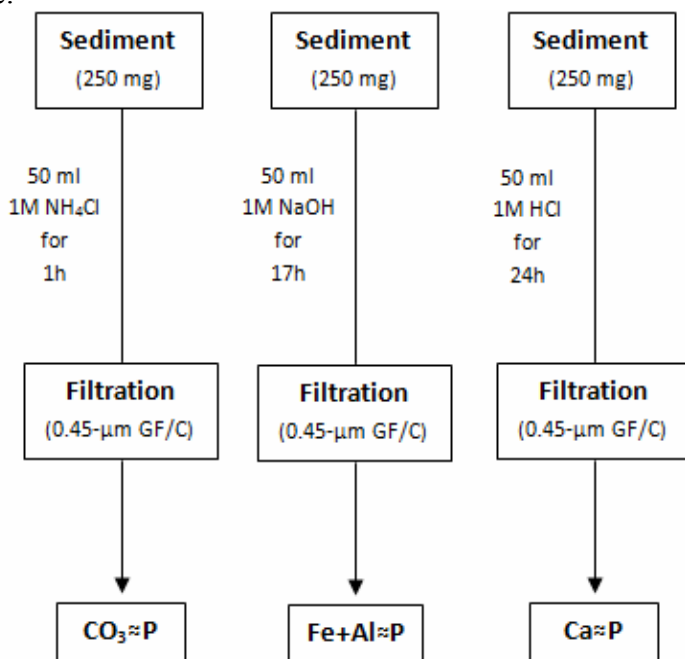 Sediment
(250 mg)
50 ml
1M NH₄Cl
for
1h
Filtration
(0.45-µm GF/C)
CO₃≈P
Sediment
(250 mg)
50 ml
1M NaOH
for
17h
Filtration
(0.45-µm GF/C)
Fe+Al≈P
Sediment
(250 mg)
50 ml
1M HCl
for
24h
Filtration
(0.45-µm GF/C)
Ca≈P